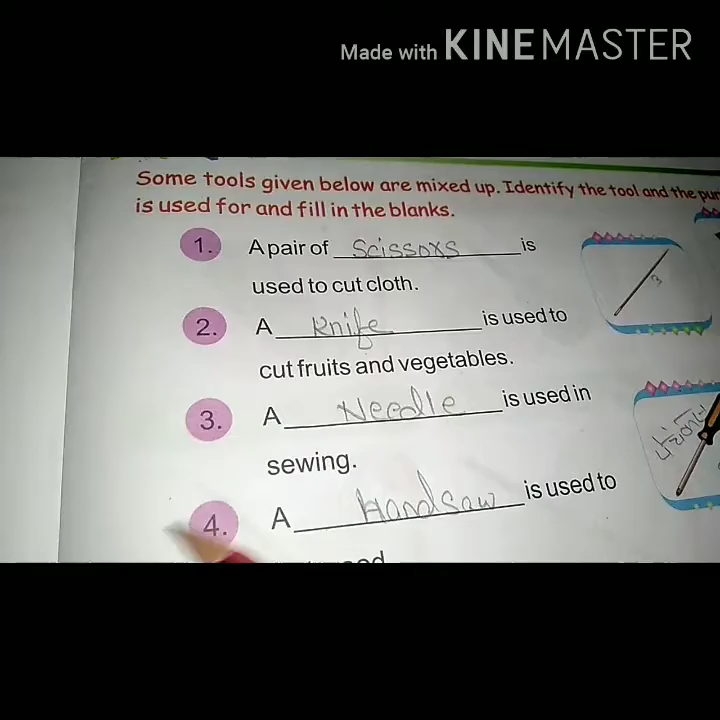 Made with KINEMASTER
Some tools given below are mixed up. Identify the tool and the pur
is used for and fill in the blanks.
1. A pair of Scissors is
used to cut cloth.
2. A Knife is used to
cut fruits and vegetables.
3. A Needle is used in
sewing.
4. A Handsaw is used to
3